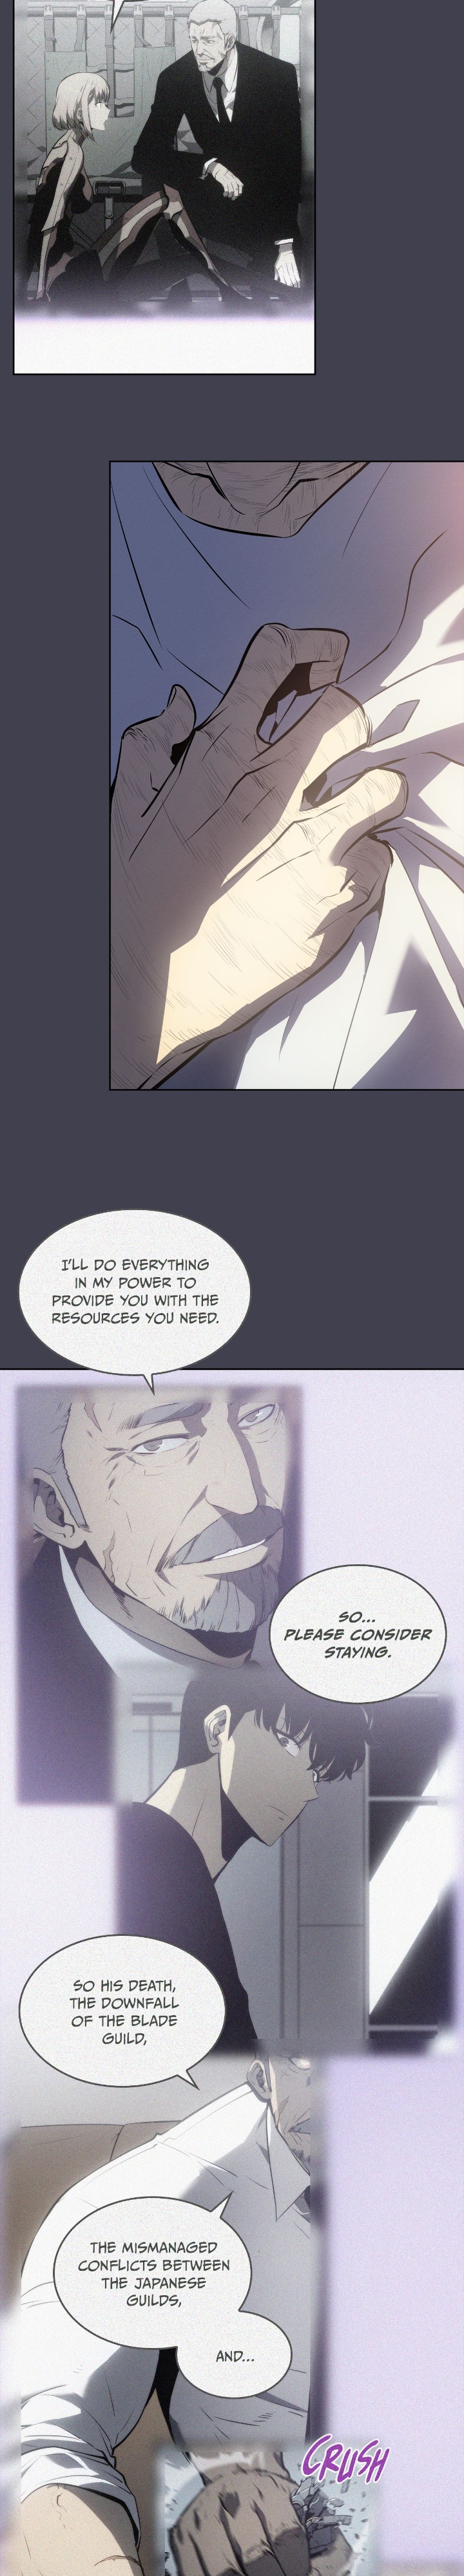 I'LL DO EVERYTHING
IN MY POWER TO
PROVIDE YOU WITH THE
RESOURCES YOU NEED.
SO...
PLEASE CONSIDER
STAYING.
SO HIS DEATH,
THE DOWNFALL
OF THE BLADE
GUILD,
THE MISMANAGED
CONFLICTS BETWEEN
THE JAPANESE
GUILDS,
AND...
CRUSH